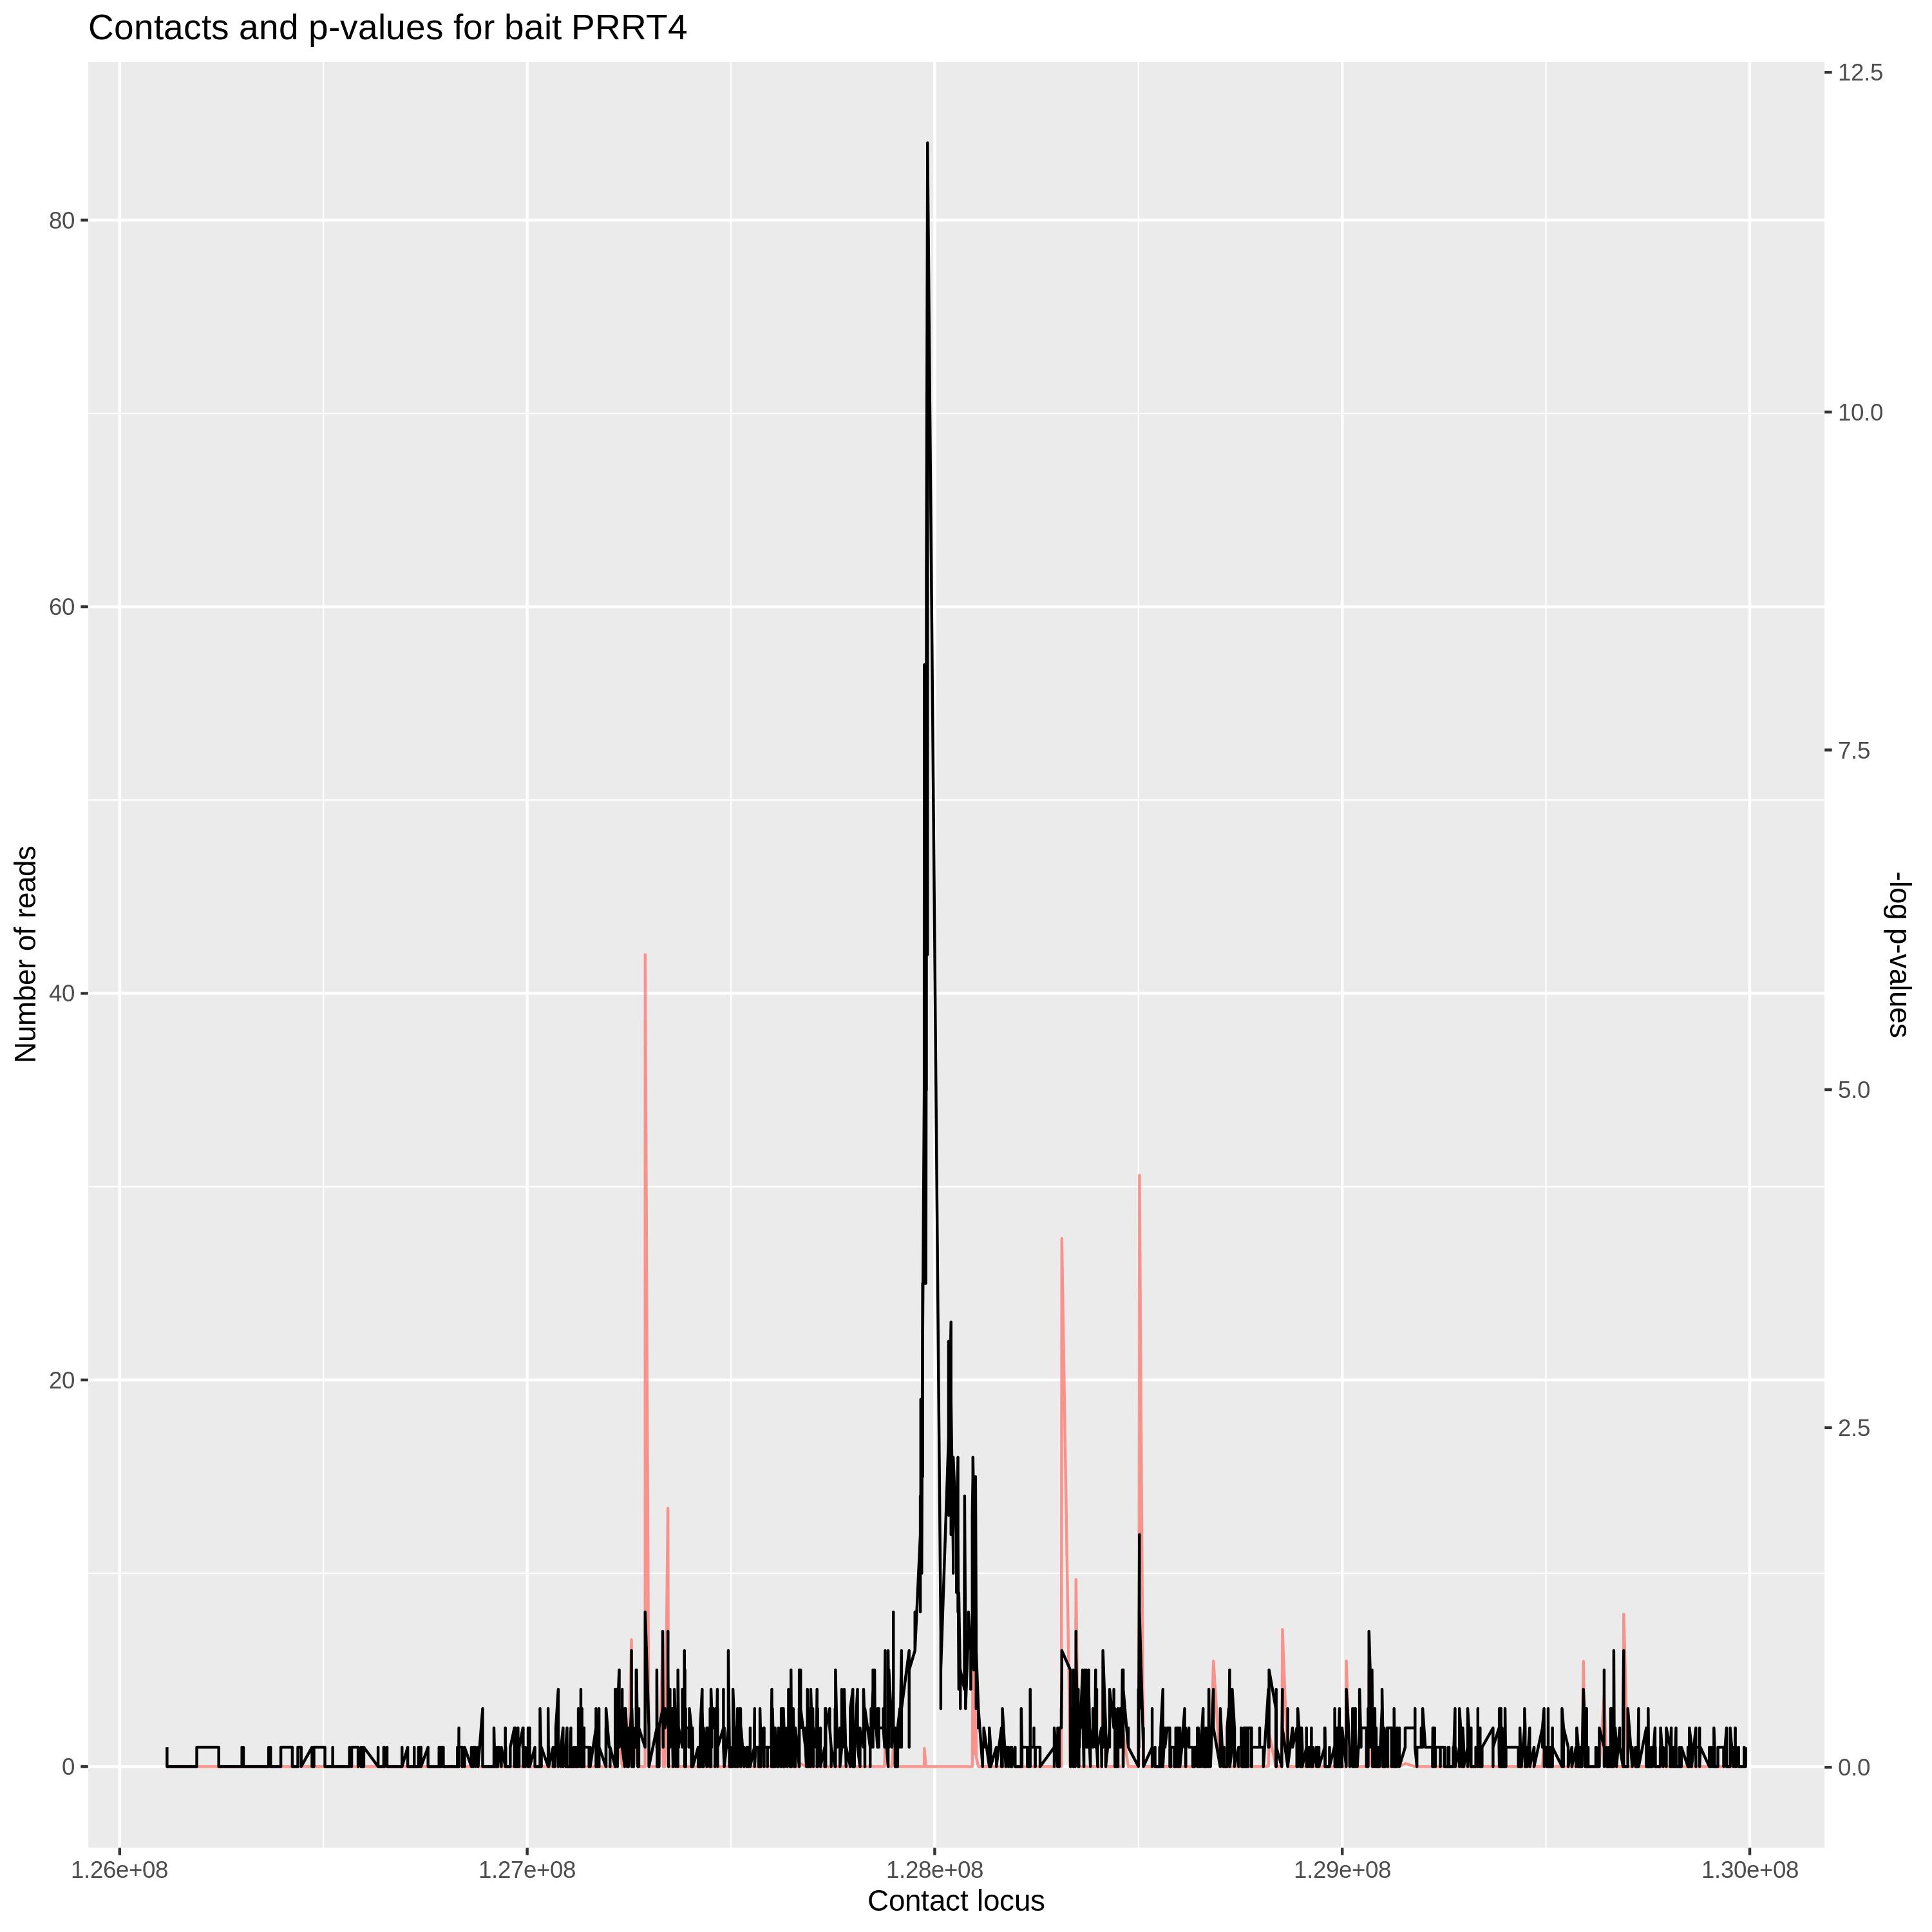 Contacts and p-values for bait PRRT4
12.5
80
10.0
60
7.5
Number of reads
-log p-values
40
5.0
20
2.5
0
0.0
1.26e+08 1.27e+08 1.28e+08 1.29e+08 1.30e+08
Contact locus